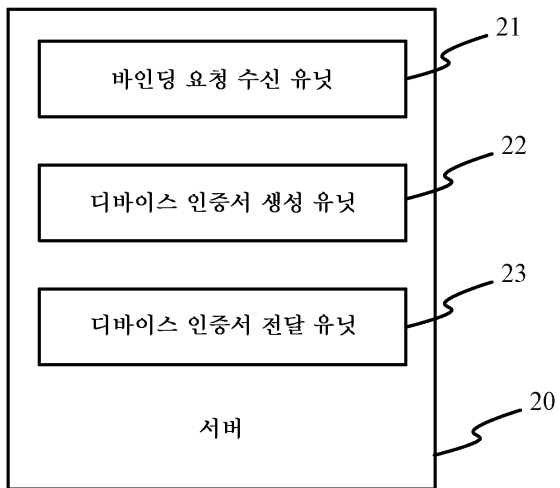 21
바인딩 요청 수신 유닛
22
디바이스 인증서 생성 유닛
23
디바이스 인증서 전달 유닛
20
서버